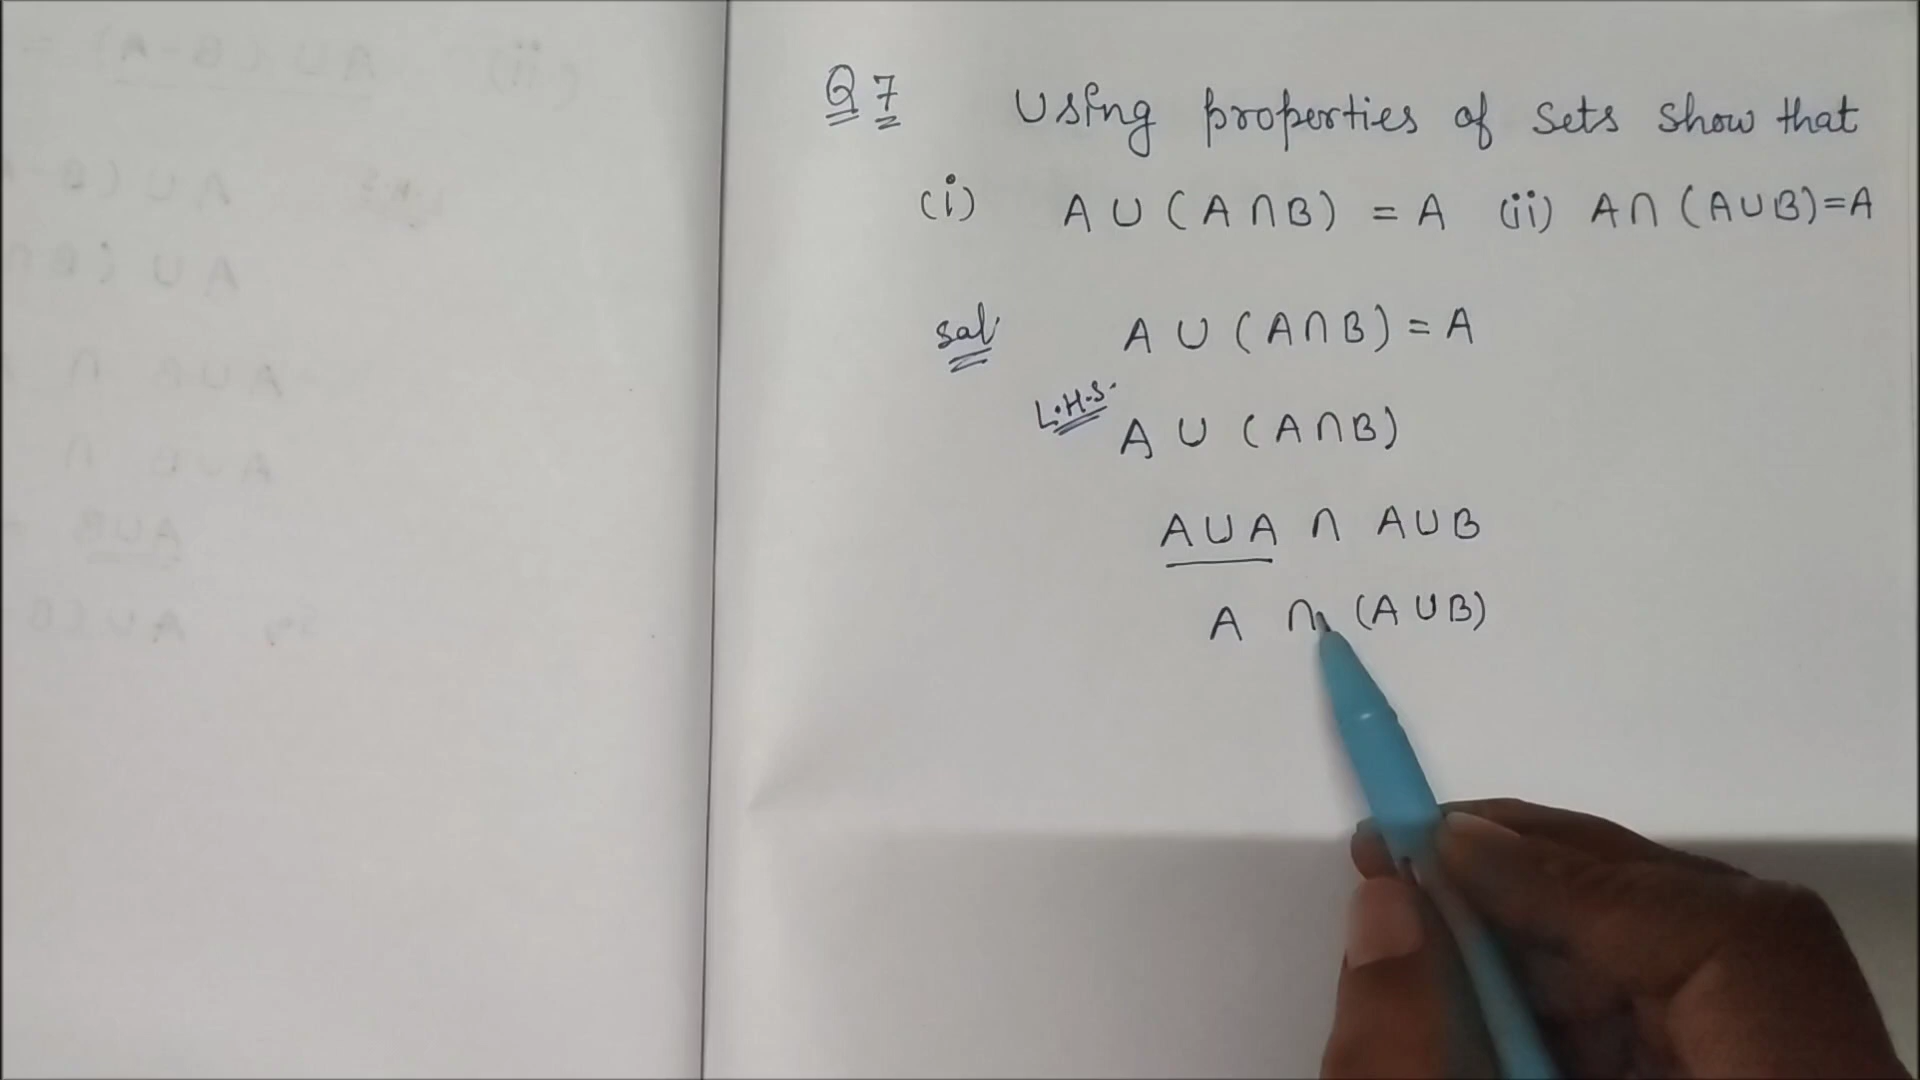 Q7 Using properties of sets show that
(i) A ∪ (A ∩ B) = A (ii) A ∩ (A ∪ B) = A
Sol. A ∪ (A ∩ B) = A
L.H.S. A ∪ (A ∩ B)
A ∪ A ∩ A ∪ B
A ∩ (A ∪ B)